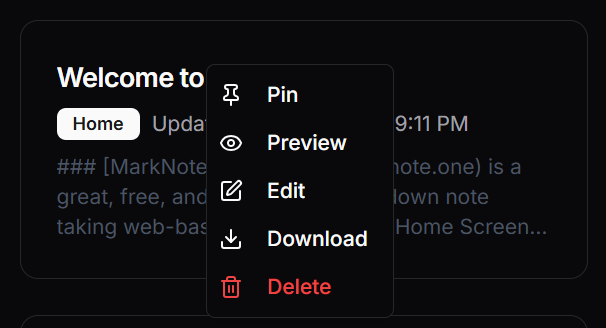 Welcome to
Home
9:11 PM
### [MarkNote
note.one) is a
great, free, and
down note
taking web-bas
Home Screen...
Pin
Preview
Edit
Download
Delete